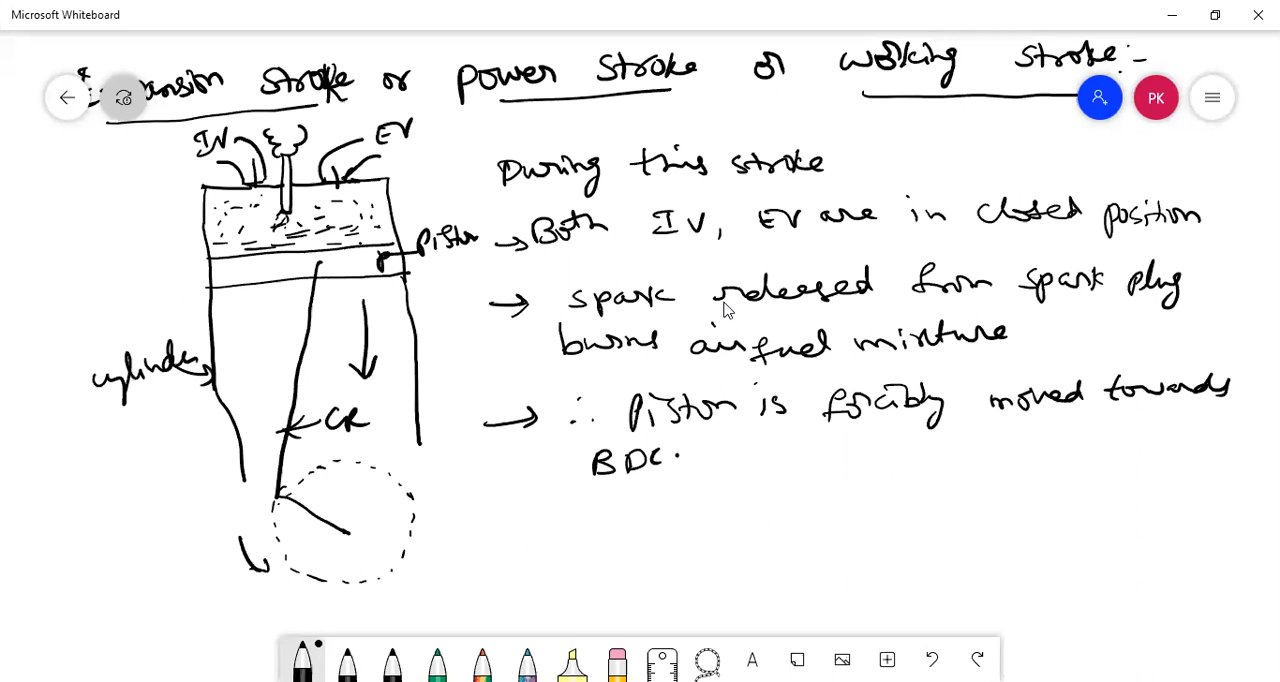 Microsoft Whiteboard
Expansion stroke or power stroke or working stroke:-
IV
EV
During this stroke
Piston
→ Both IV, EV are in closed position
→ spark released from spark plug
burns air fuel mixture
cylinder
CR
→ ∴ Piston is forcibly moved towards
BDC.
PK
A